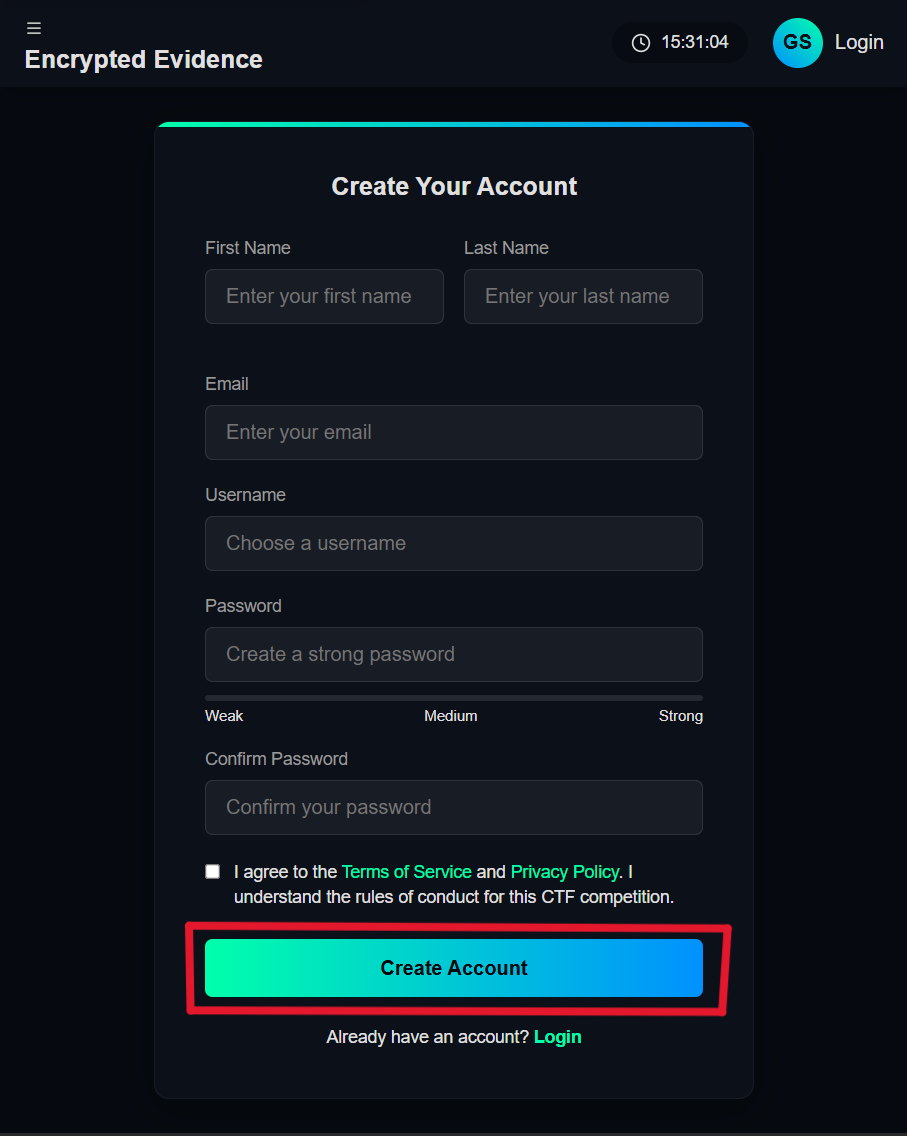 Encrypted Evidence
15:31:04
GS
Login
Create Your Account
First Name
Last Name
Enter your first name
Enter your last name
Email
Enter your email
Username
Choose a username
Password
Create a strong password
Weak
Medium
Strong
Confirm Password
Confirm your password
I agree to the Terms of Service and Privacy Policy. I
understand the rules of conduct for this CTF competition.
Create Account
Already have an account? Login